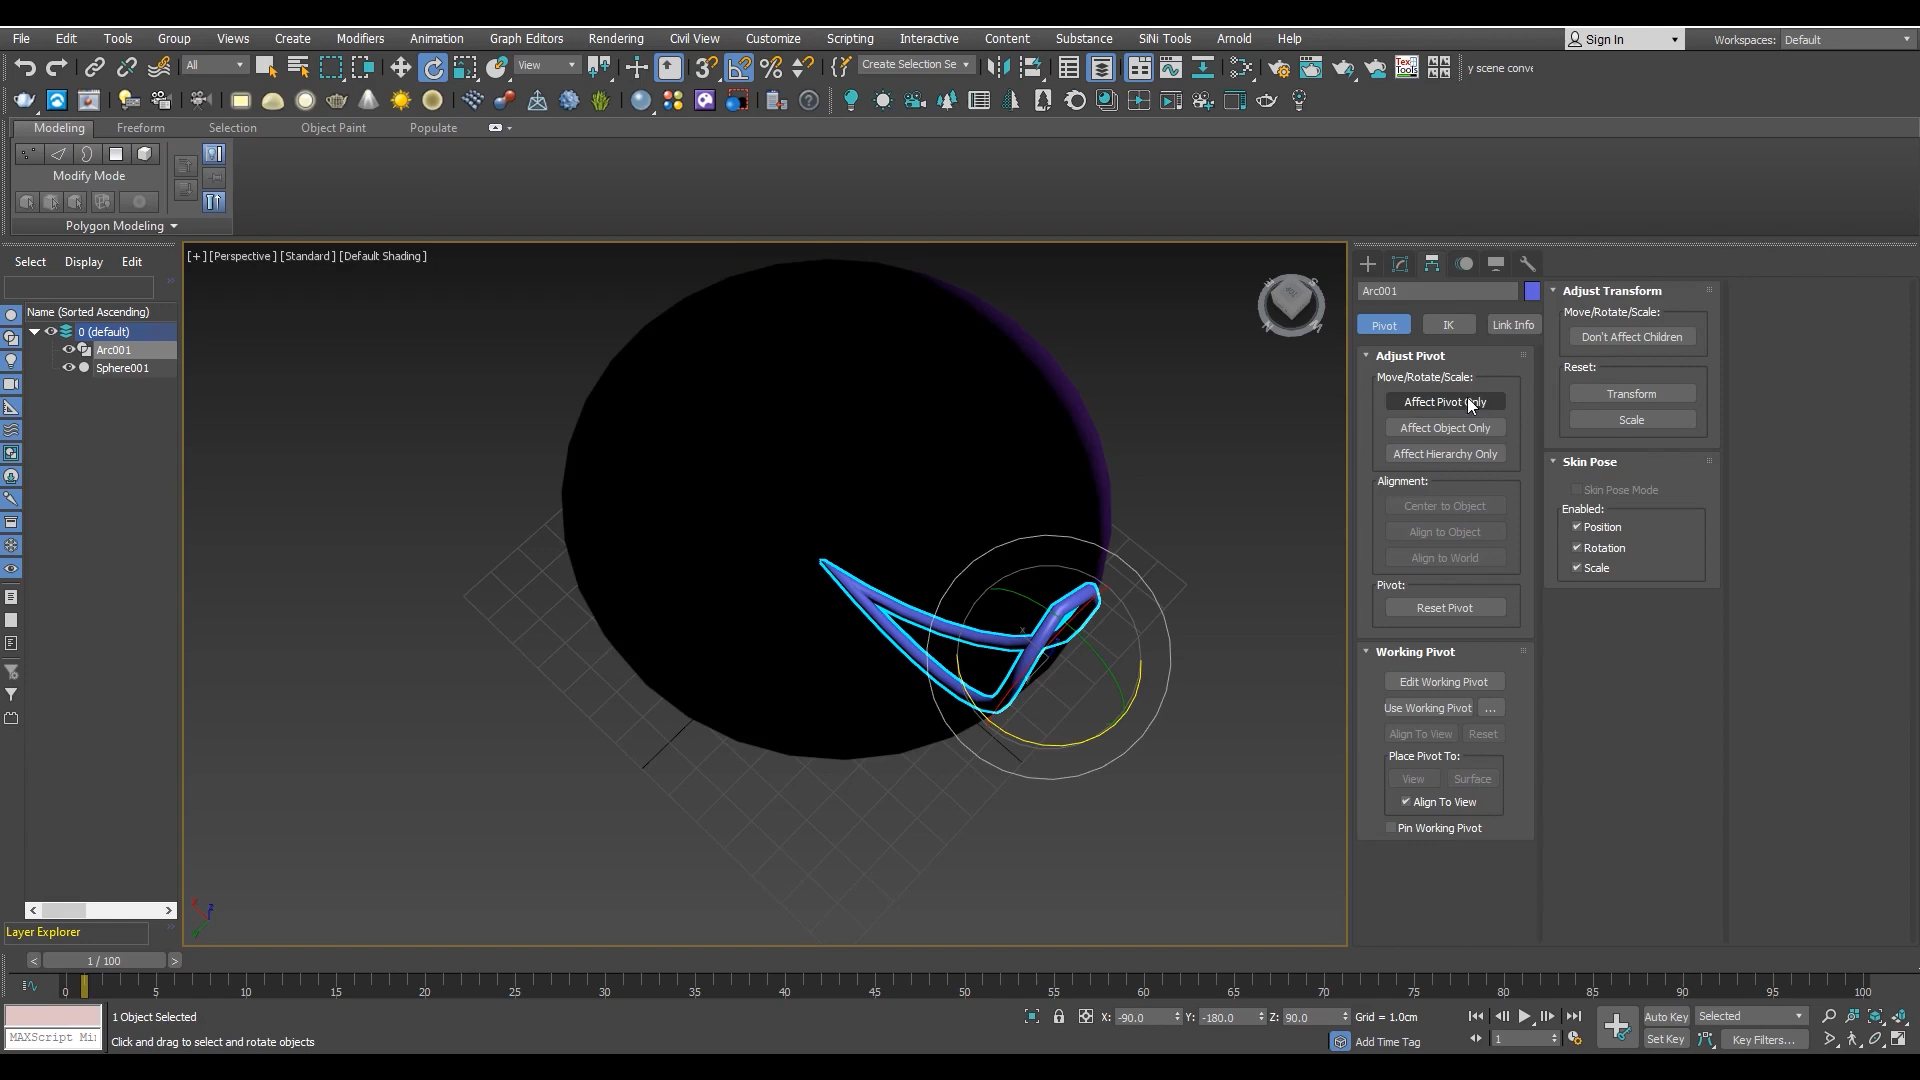 File Edit Tools Group Views Create Modifiers Animation Graph Editors Rendering Civil View Customize Scripting Interactive Content Substance SiNi Tools Arnold Help Sign In Workspaces: Default
All View Create Selection Se y scene conve
Modeling Freeform Selection Object Paint Populate
Modify Mode
Polygon Modeling
Select Display Edit
Name (Sorted Ascending)
0 (default)
Arc001
Sphere001
Layer Explorer
[+] [Perspective] [Standard] [Default Shading]
Arc001
Pivot IK Link Info
Adjust Pivot
Move/Rotate/Scale:
Affect Pivot Only
Affect Object Only
Affect Hierarchy Only
Alignment:
Center to Object
Align to Object
Align to World
Pivot:
Reset Pivot
Working Pivot
Edit Working Pivot
Use Working Pivot ...
Align To View Reset
Place Pivot To:
View Surface
Align To View
Pin Working Pivot
Adjust Transform
Move/Rotate/Scale:
Don't Affect Children
Reset:
Transform
Scale
Skin Pose
Skin Pose Mode
Enabled:
Position
Rotation
Scale
< 1 / 100 >
0 5 10 15 20 25 30 35 40 45 50 55 60 65 70 75 80 85 90 95 100
1 Object Selected X: -90.0 Y: -180.0 Z: 90.0 Grid = 1.0cm Auto Key Selected
MAXScript Mi
Click and drag to select and rotate objects Add Time Tag 1 Set Key Key Filters...